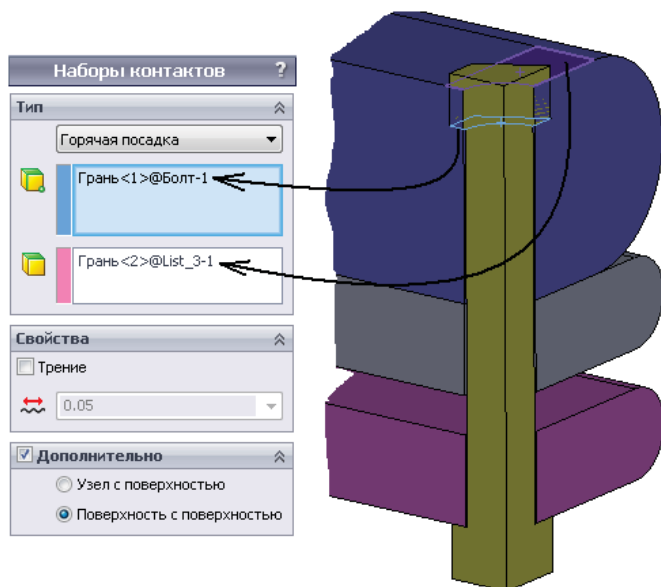 Наборы контактов ?
Тип
Горячая посадка
Грань<1>@Болт-1
Грань<2>@List_3-1
Свойства
Трение
0.05
Дополнительно
Узел с поверхностью
Поверхность с поверхностью